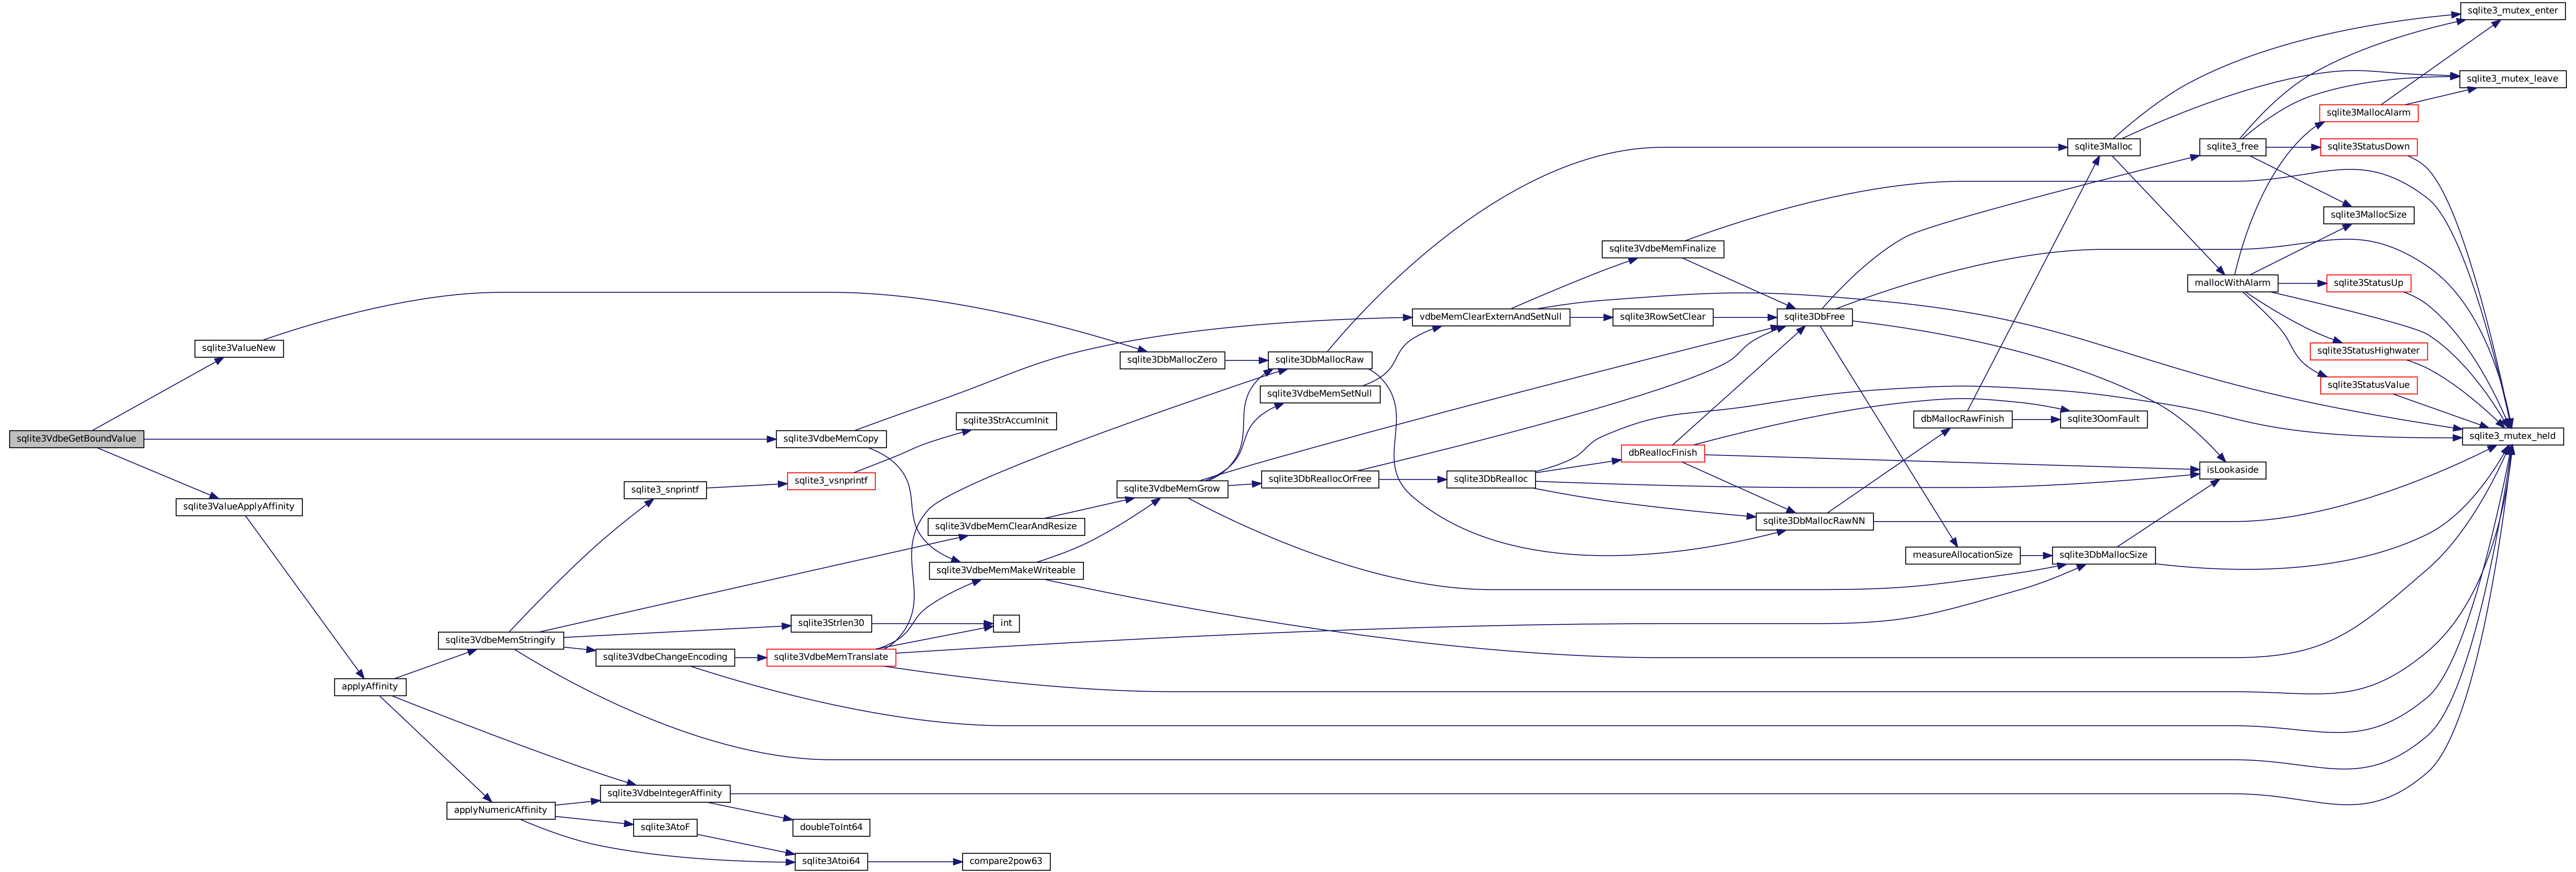 sqlite3VdbeGetBoundValue
sqlite3ValueNew
sqlite3ValueApplyAffinity
applyAffinity
sqlite3VdbeMemStringify
applyNumericAffinity
sqlite3_snprintf
sqlite3VdbeChangeEncoding
sqlite3VdbeIntegerAffinity
sqlite3AtoF
sqlite3VdbeMemCopy
sqlite3_vsnprintf
sqlite3Strlen30
sqlite3VdbeMemTranslate
doubleToInt64
sqlite3Atoi64
sqlite3StrAccumInit
sqlite3VdbeMemClearAndResize
sqlite3VdbeMemMakeWriteable
int
compare2pow63
sqlite3DbMallocZero
sqlite3VdbeMemGrow
sqlite3DbMallocRaw
sqlite3VdbeMemSetNull
sqlite3DbReallocOrFree
vdbeMemClearExternAndSetNull
sqlite3DbRealloc
sqlite3VdbeMemFinalize
sqlite3RowSetClear
dbReallocFinish
sqlite3DbFree
sqlite3DbMallocRawNN
dbMallocRawFinish
measureAllocationSize
sqlite3Malloc
sqlite3OomFault
sqlite3DbMallocSize
sqlite3_free
mallocWithAlarm
isLookaside
sqlite3MallocAlarm
sqlite3StatusDown
sqlite3MallocSize
sqlite3StatusUp
sqlite3StatusHighwater
sqlite3StatusValue
sqlite3_mutex_enter
sqlite3_mutex_leave
sqlite3_mutex_held